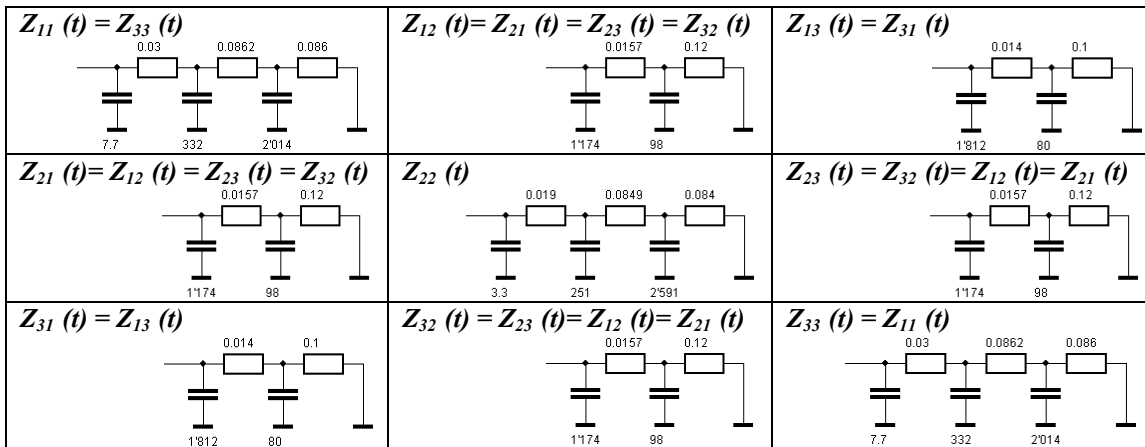 Z11 (t) = Z33 (t)
0.03 0.0862 0.086
7.7 332 2'014
Z12 (t)= Z21 (t) = Z23 (t) = Z32 (t)
0.0157 0.12
1'174 98
Z13 (t) = Z31 (t)
0.014 0.1
1'812 80
Z21 (t)= Z12 (t) = Z23 (t) = Z32 (t)
0.0157 0.12
1'174 98
Z22 (t)
0.019 0.0849 0.084
3.3 251 2'591
Z23 (t) = Z32 (t)= Z12 (t)= Z21 (t)
0.0157 0.12
1'174 98
Z31 (t) = Z13 (t)
0.014 0.1
1'812 80
Z32 (t) = Z23 (t)= Z12 (t)= Z21 (t)
0.0157 0.12
1'174 98
Z33 (t) = Z11 (t)
0.03 0.0862 0.086
7.7 332 2'014